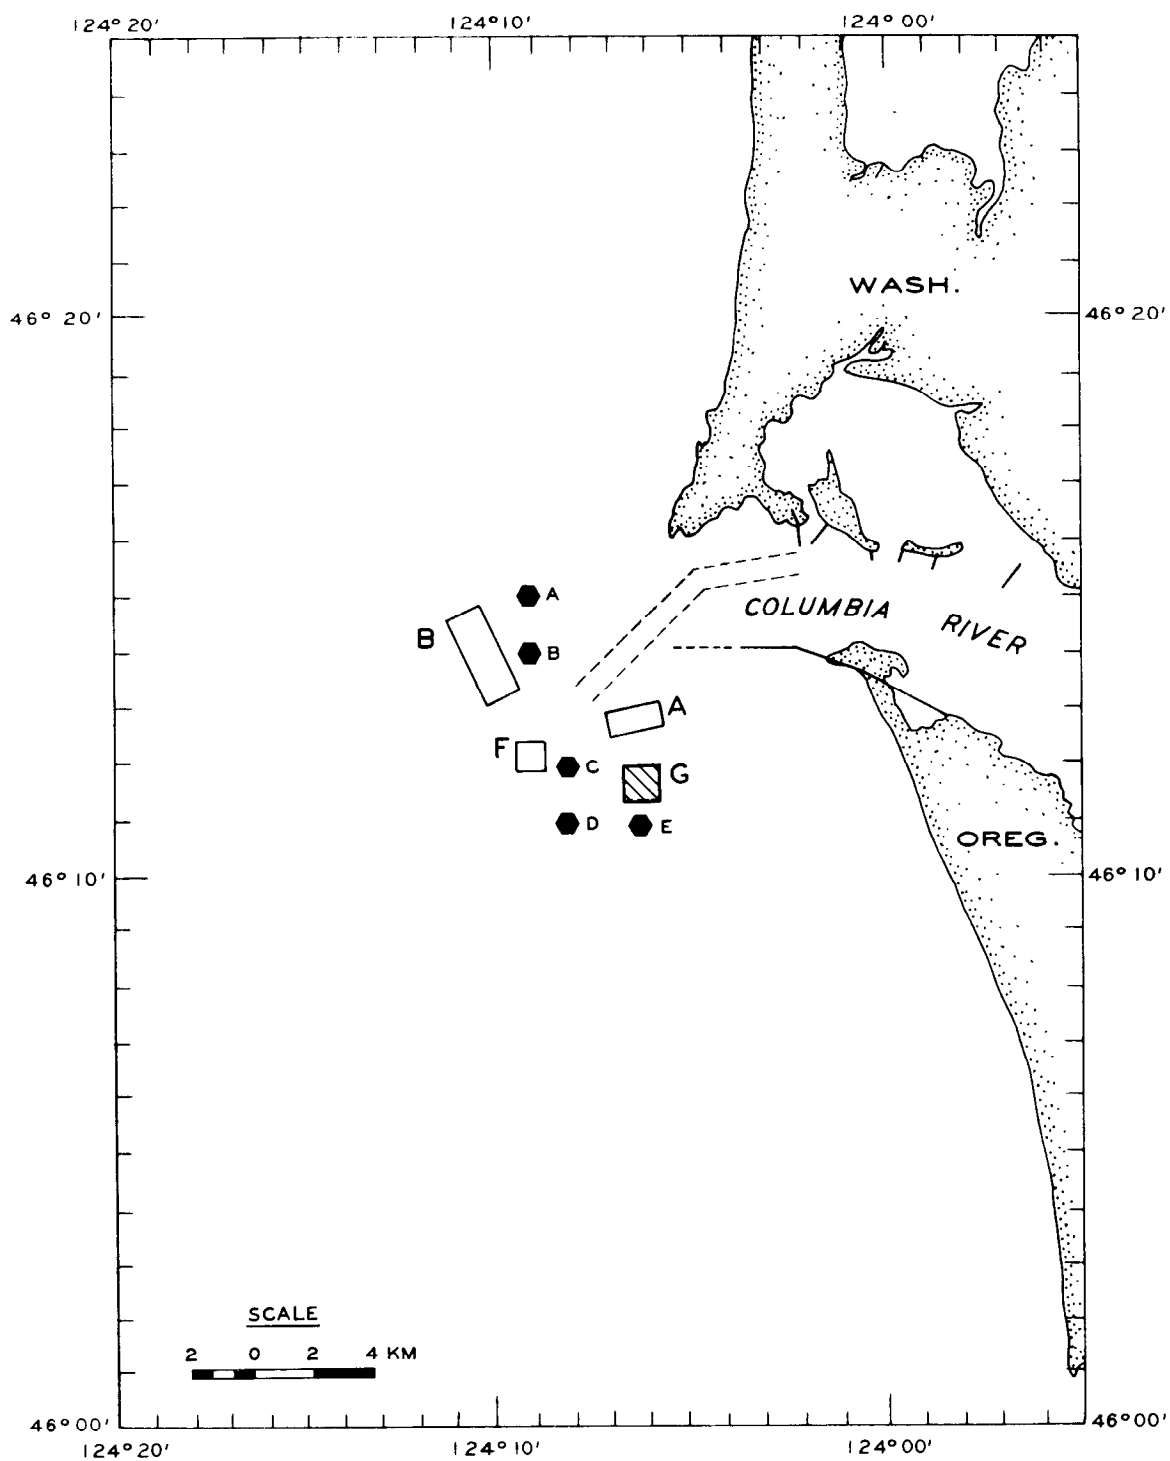 124° 20' 124° 10' 124° 00'
WASH.
46° 20' 46° 20'
A
B
B
COLUMBIA RIVER
A
F
C
G
D
E
OREG.
46° 10' 46° 10'
SCALE
2 0 2 4 KM
46° 00' 46° 00'
124° 20' 124° 10' 124° 00'